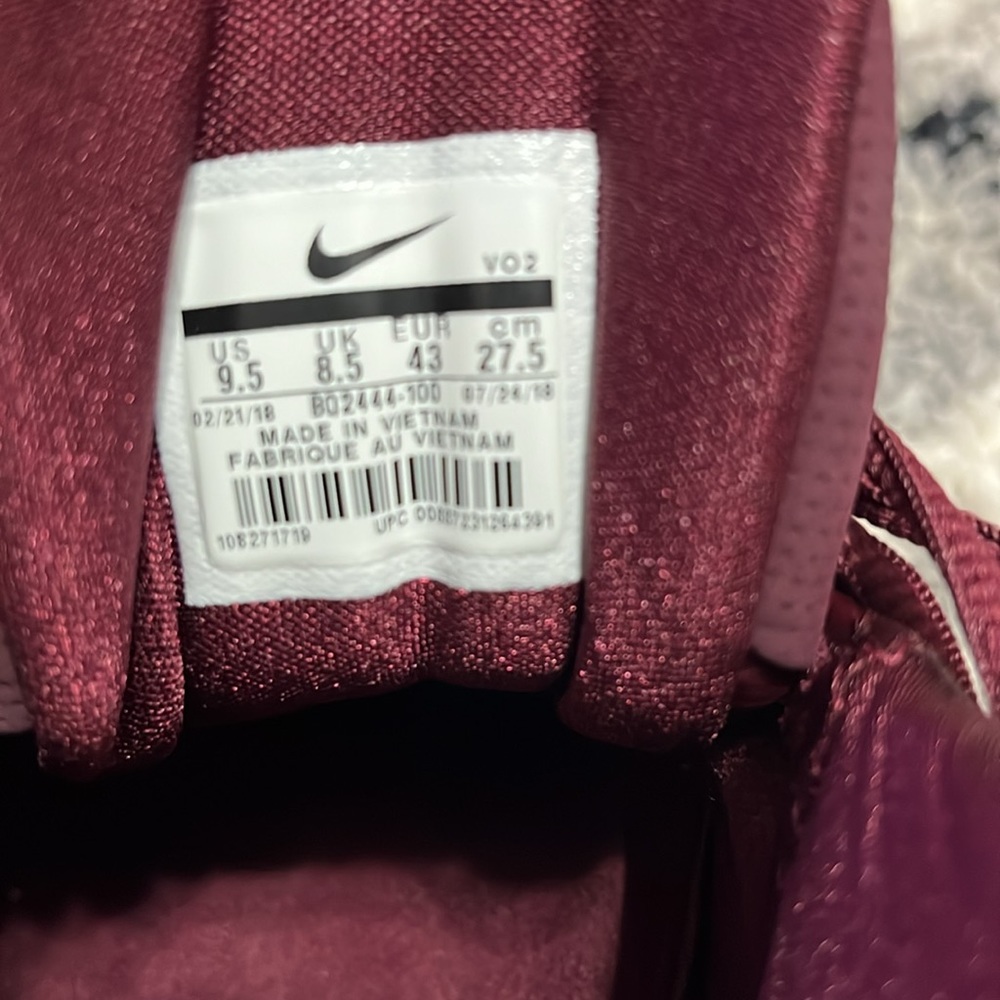 VO2
US UK EUR cm
9.5 8.5 43 27.5
02/21/18 BQ2444-100 07/24/18
MADE IN VIETNAM
FABRIQUE AU VIETNAM
108271719 UPC